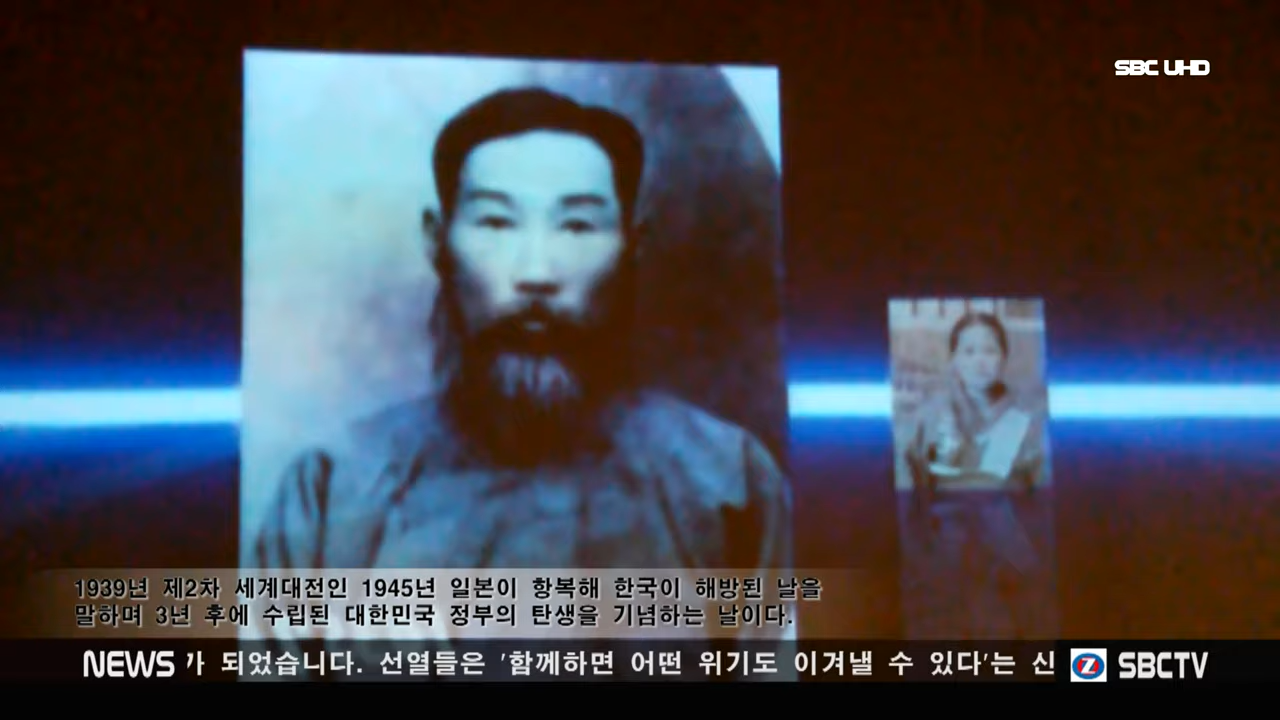 SBC UHD
1939년 제2차 세계대전인 1945년 일본이 항복해 한국이 해방된 날을
말하며 3년 후에 수립된 대한민국 정부의 탄생을 기념하는 날이다.
NEWS 가 되었습니다. 선열들은 '함께하면 어떤 위기도 이겨낼 수 있다'는 신 Z SBCTV